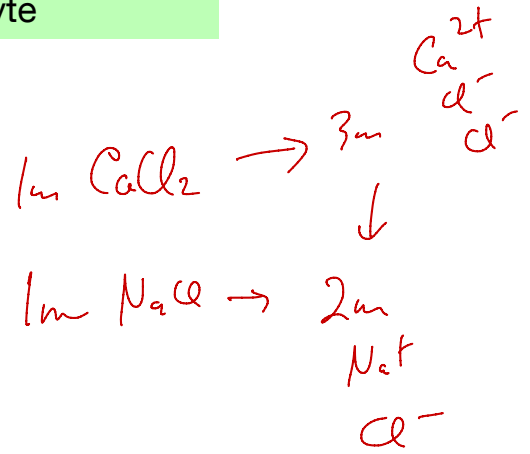 yte
Ca²⁺
Cl⁻
Cl⁻
1m CaCl₂ → 3m
↓
1m NaCl → 2m
Na⁺
Cl⁻